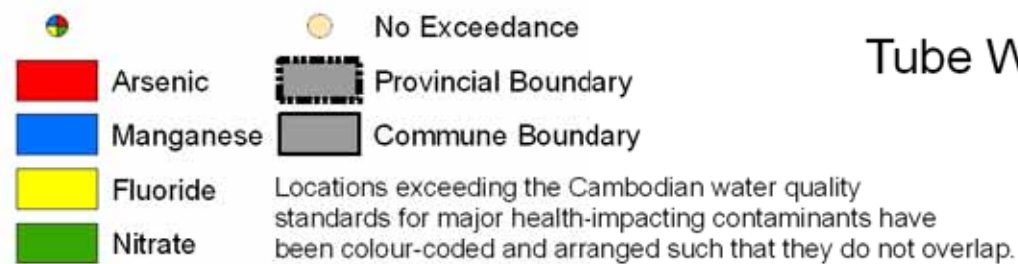 No Exceedance
Tube W
Arsenic
Provincial Boundary
Manganese
Commune Boundary
Fluoride
Nitrate
Locations exceeding the Cambodian water quality
standards for major health-impacting contaminants have
been colour-coded and arranged such that they do not overlap.